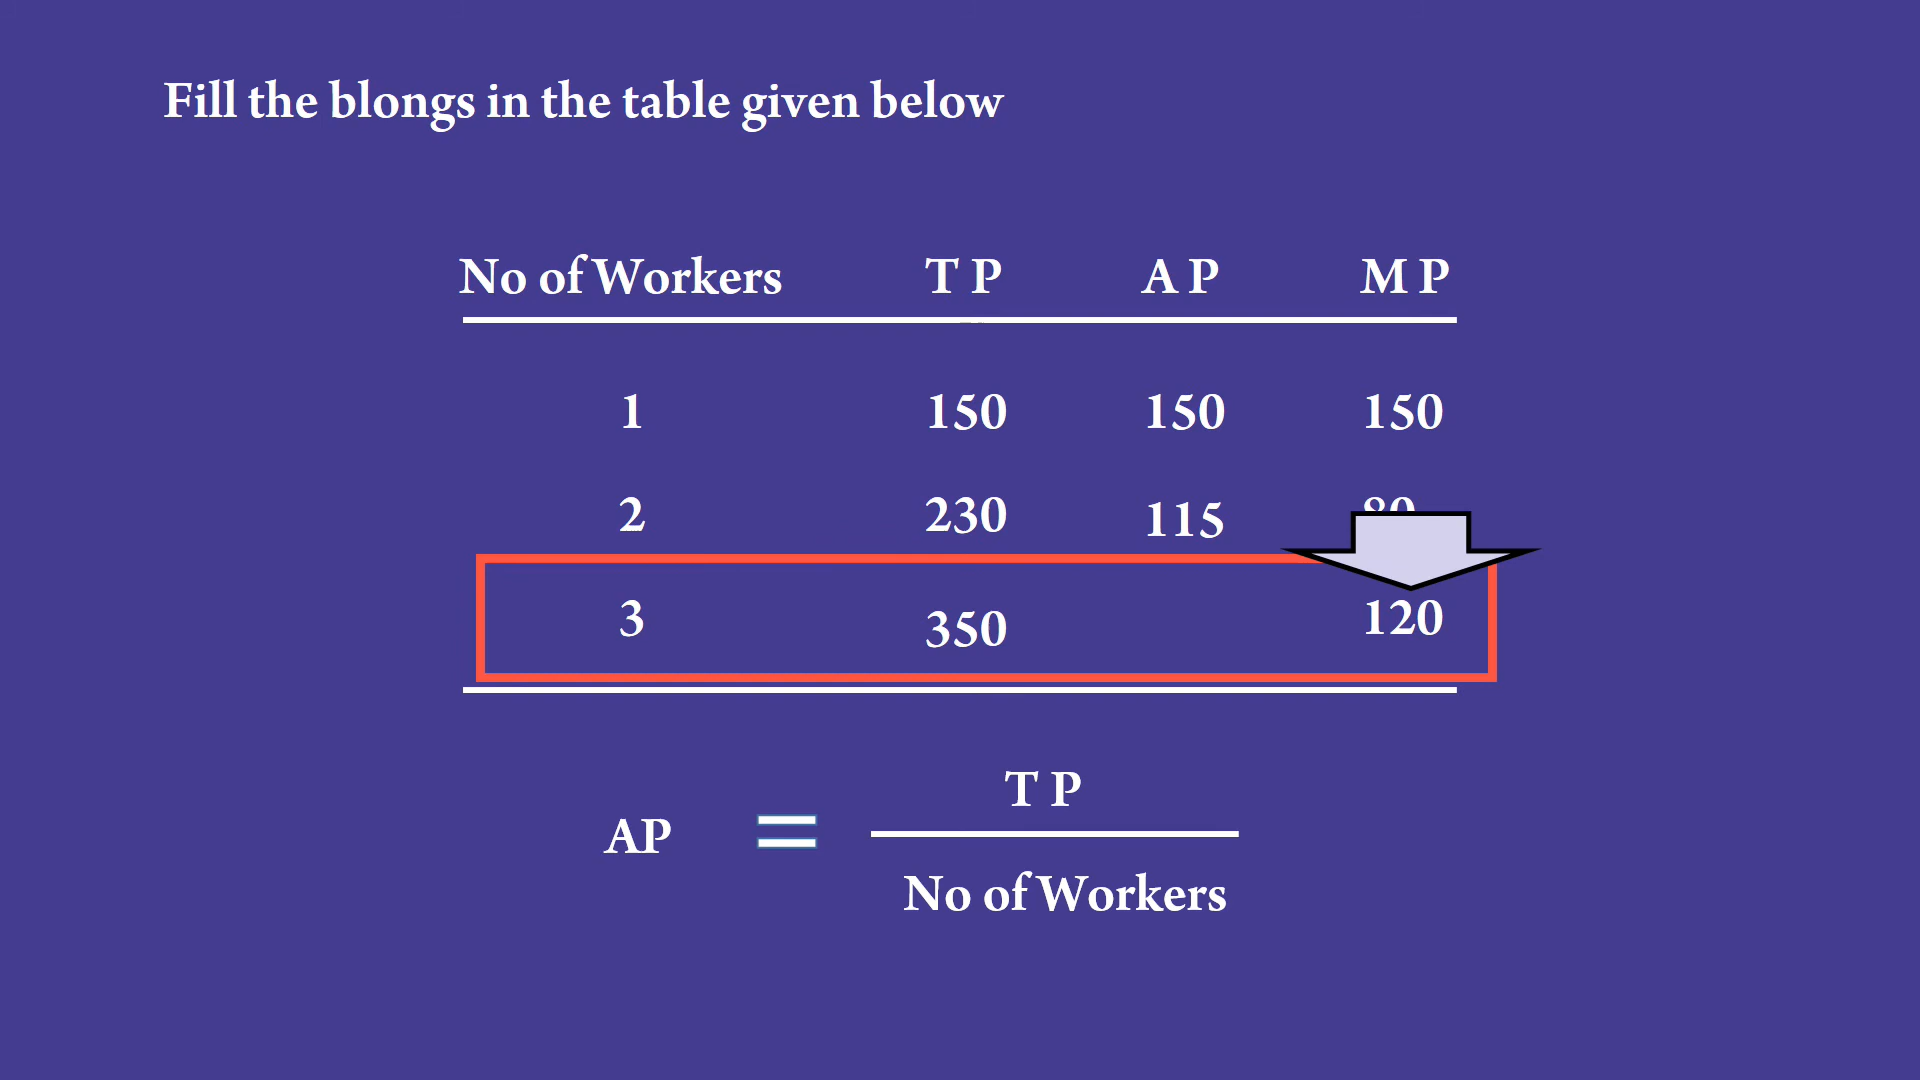 Fill the blongs in the table given below
No of Workers T P A P M P
1 150 150 150
2 230 115 80
3 350 120
AP = T P
No of Workers